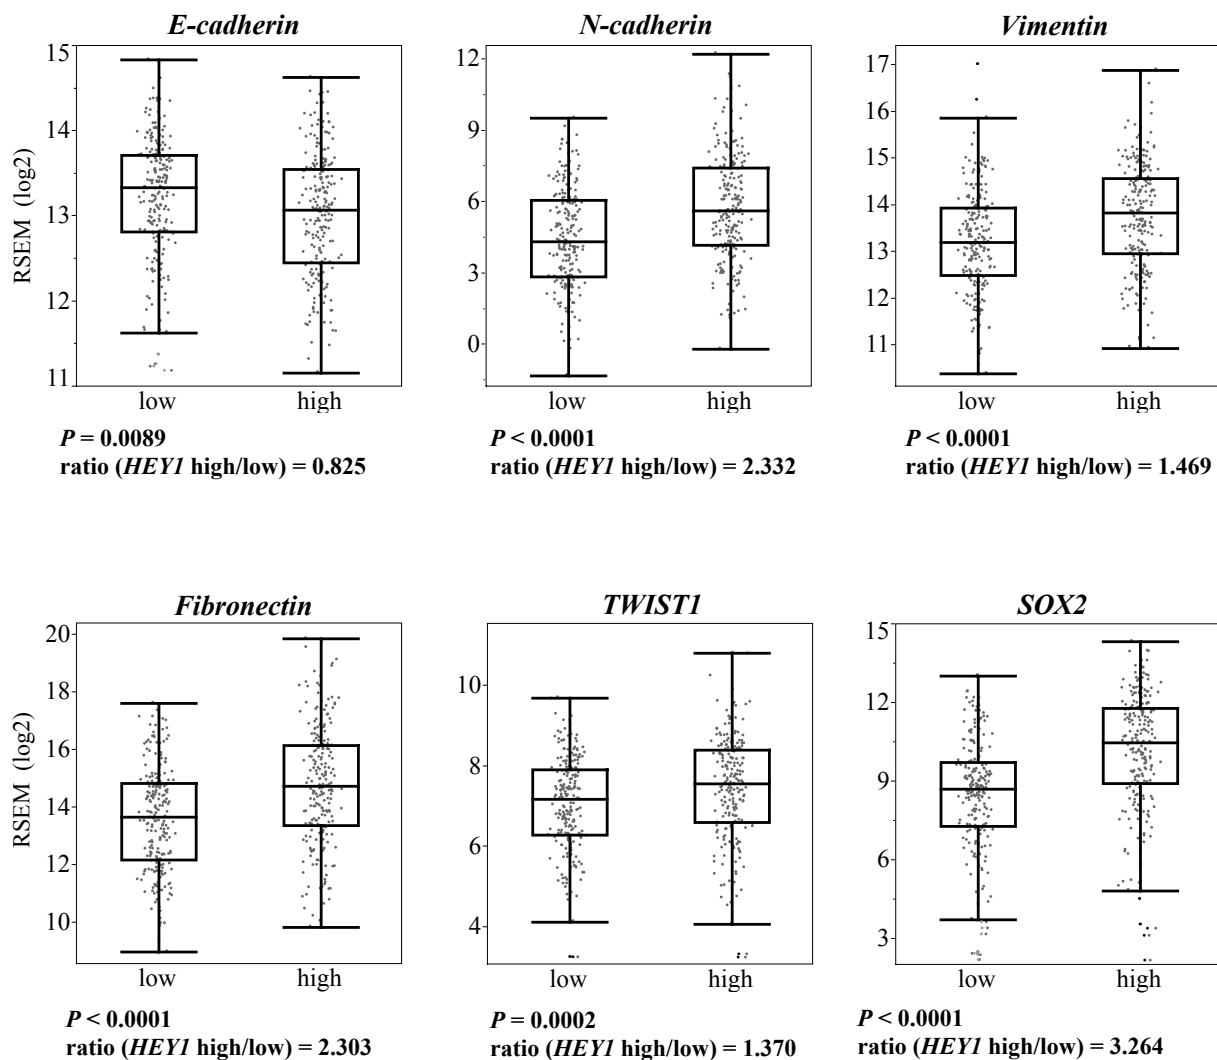 E-cadherin
N-cadherin
Vimentin
RSEM (log2)
15
14
13
12
11
low
high
12
9
6
3
0
low
high
17
16
15
14
13
12
11
low
high
P = 0.0089
ratio (HEY1 high/low) = 0.825
P < 0.0001
ratio (HEY1 high/low) = 2.332
P < 0.0001
ratio (HEY1 high/low) = 1.469
Fibronectin
TWIST1
SOX2
RSEM (log2)
20
18
16
14
12
10
low
high
10
8
6
4
low
high
15
12
9
6
3
low
high
P < 0.0001
ratio (HEY1 high/low) = 2.303
P = 0.0002
ratio (HEY1 high/low) = 1.370
P < 0.0001
ratio (HEY1 high/low) = 3.264